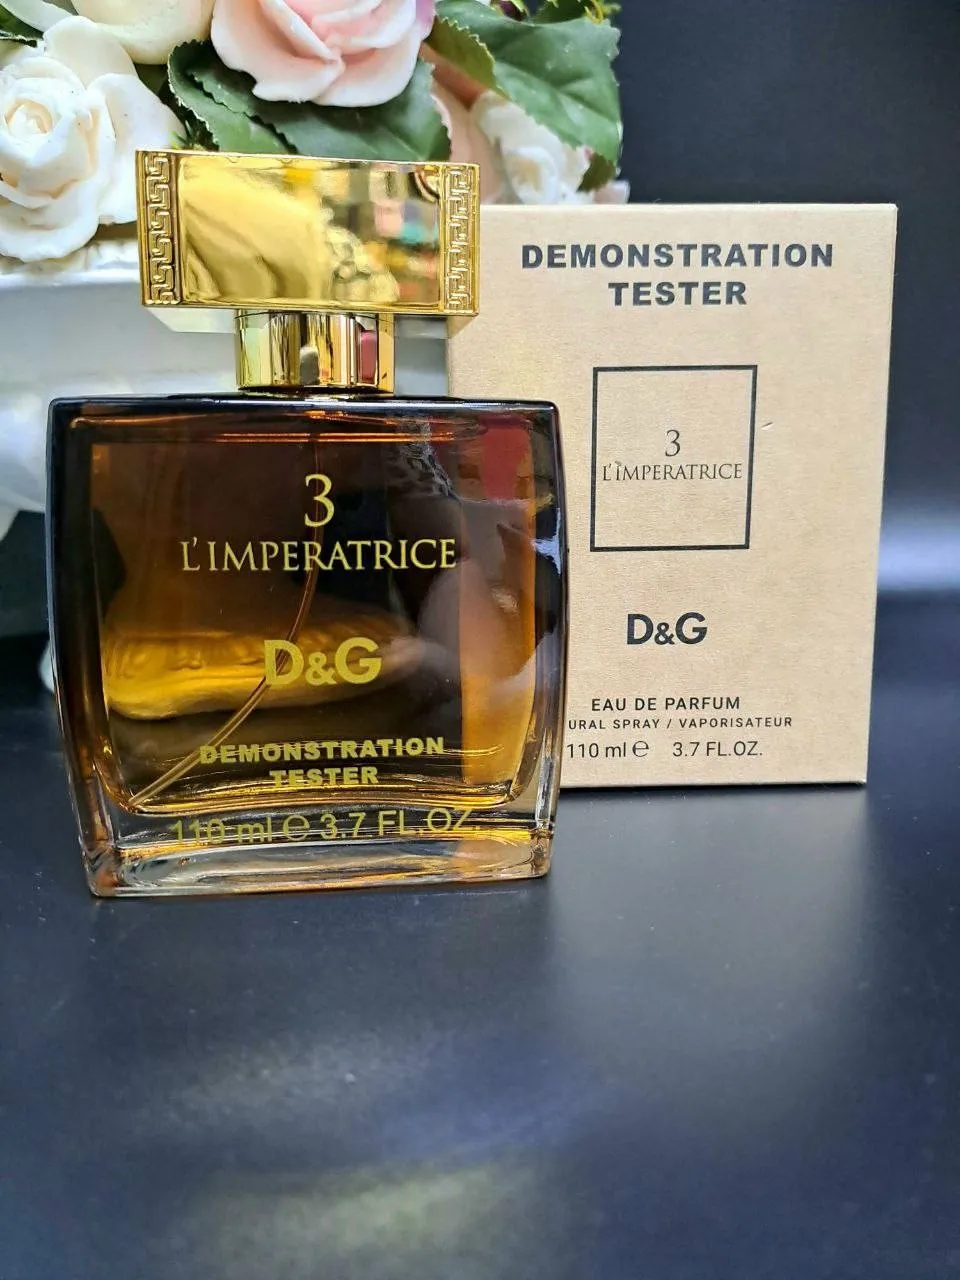 3
L'IMPERATRICE
D&G
DEMONSTRATION
TESTER
110 ml e 3.7 FL.OZ.
DEMONSTRATION
TESTER
3
L'IMPERATRICE
D&G
EAU DE PARFUM
URAL SPRAY / VAPORISATEUR
110 ml e 3.7 FL.OZ.